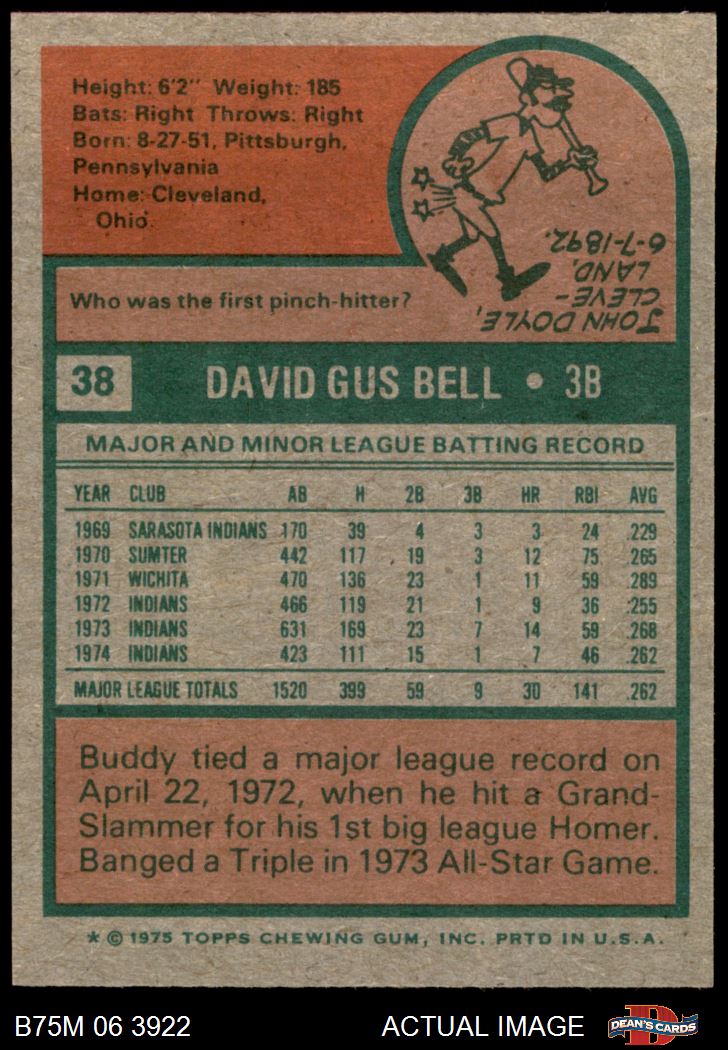 Height: 6'2" Weight: 185
Bats: Right Throws: Right
Born: 8-27-51, Pittsburgh,
Pennsylvania
Home: Cleveland,
Ohio.
Who was the first pinch-hitter?
JOHN DOYLE,
CLEVE-
LAND,
6-7-1892.
38 DAVID GUS BELL • 3B
MAJOR AND MINOR LEAGUE BATTING RECORD
YEAR CLUB AB H 2B 3B HR RBI AVG
1969 SARASOTA INDIANS 170 39 4 3 3 24 .229
1970 SUMTER 442 117 19 3 12 75 .265
1971 WICHITA 470 136 23 1 11 59 .289
1972 INDIANS 466 119 21 1 9 36 .255
1973 INDIANS 631 169 23 7 14 59 .268
1974 INDIANS 423 111 15 1 7 46 .262
MAJOR LEAGUE TOTALS 1520 399 59 9 30 141 .262
Buddy tied a major league record on
April 22, 1972, when he hit a Grand-
Slammer for his 1st big league Homer.
Banged a Triple in 1973 All-Star Game.
* © 1975 TOPPS CHEWING GUM, INC. PRTD IN U.S.A.
B75M 06 3922 ACTUAL IMAGE DEAN'S CARDS